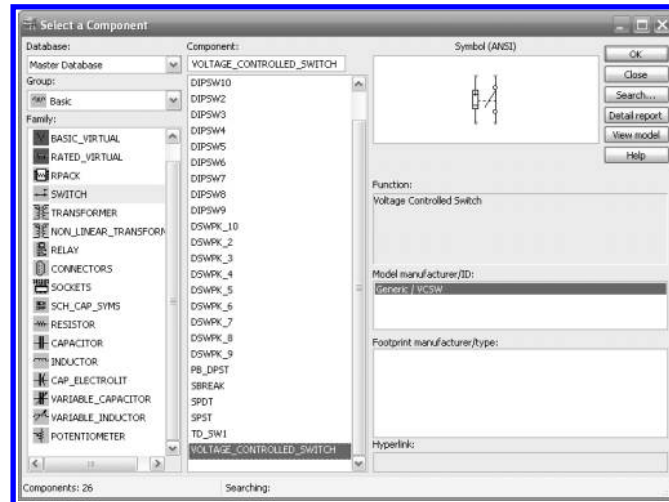 Select a Component
Database:
Master Database
Group:
Basic
Family:
BASIC_VIRTUAL
RATED_VIRTUAL
RPACK
SWITCH
TRANSFORMER
NON_LINEAR_TRANSFORM
RELAY
CONNECTORS
SOCKETS
SCH_CAP_SYMS
RESISTOR
CAPACITOR
INDUCTOR
CAP_ELECTROLIT
VARIABLE_CAPACITOR
VARIABLE_INDUCTOR
POTENTIOMETER
Component:
VOLTAGE_CONTROLLED_SWITCH
DIPSW10
DIPSW2
DIPSW3
DIPSW4
DIPSW5
DIPSW6
DIPSW7
DIPSW8
DIPSW9
DSWPK_10
DSWPK_2
DSWPK_3
DSWPK_4
DSWPK_5
DSWPK_6
DSWPK_7
DSWPK_8
DSWPK_9
PB_DPST
SBREAK
SPDT
SPST
TD_SW1
VOLTAGE_CONTROLLED_SWITCH
Symbol (ANSI)
Function:
Voltage Controlled Switch
Model manufacturer/ID:
Generic / VCSW
Footprint manufacturer/type:
Hyperlink:
OK
Close
Search...
Detail report
View model
Help
Components: 26
Searching: